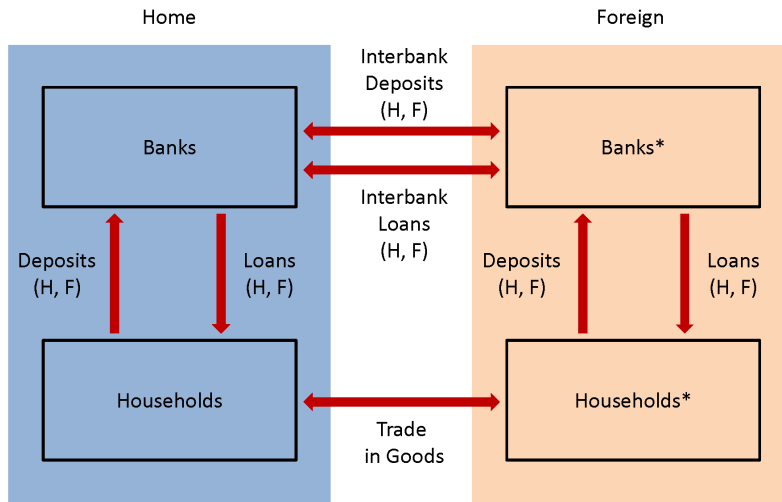 Home
Foreign
Interbank
Deposits
(H, F)
Banks
Banks*
Interbank
Loans
(H, F)
Deposits
(H, F)
Loans
(H, F)
Deposits
(H, F)
Loans
(H, F)
Households
Households*
Trade
in Goods